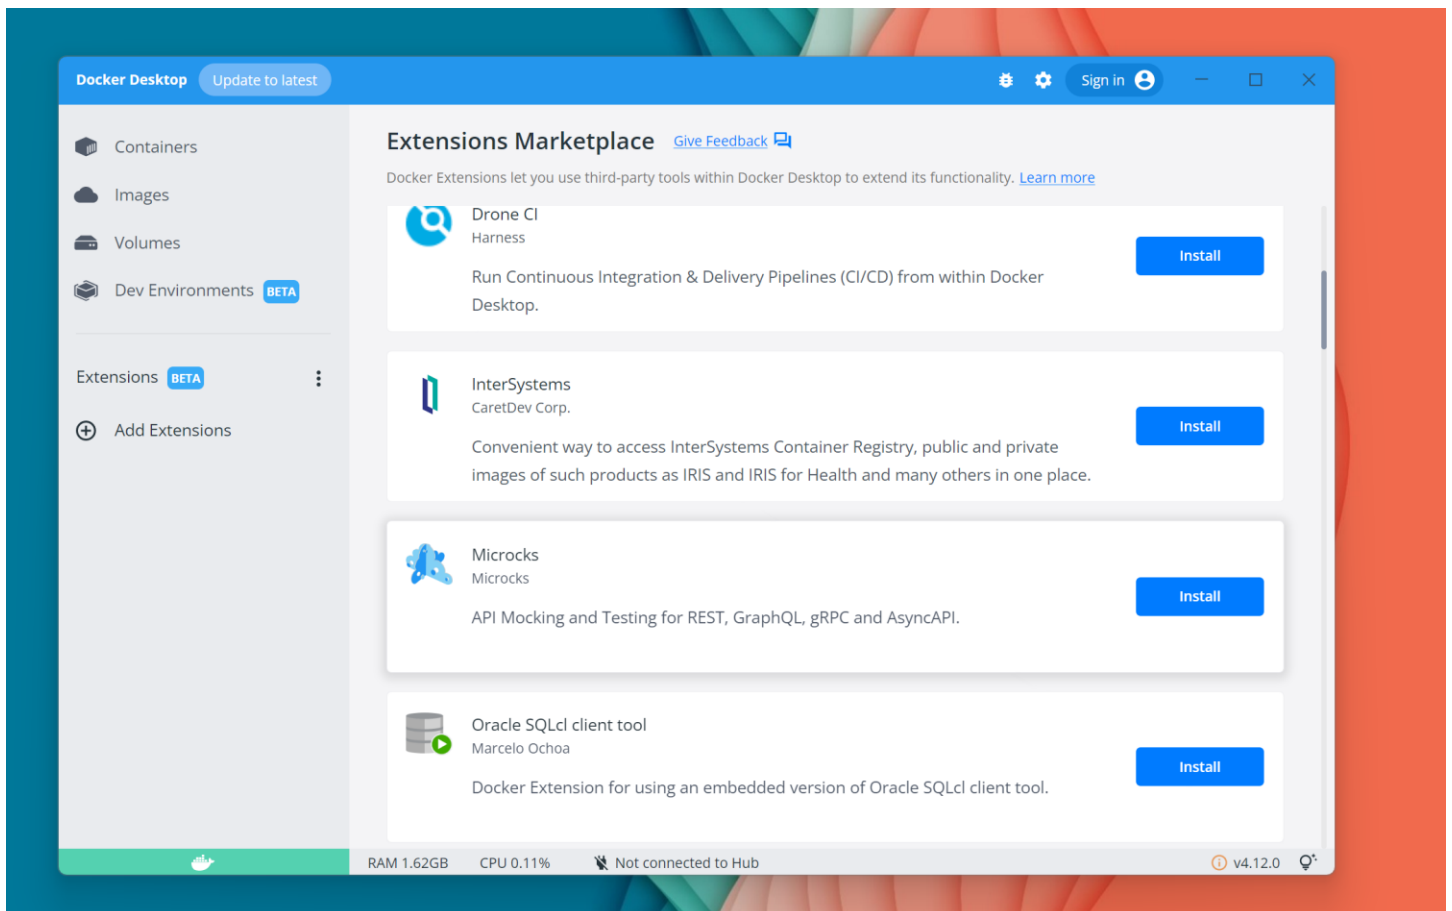 Docker Desktop Update to latest Sign in
Containers
Images
Volumes
Dev Environments BETA
Extensions BETA
Add Extensions
Extensions Marketplace Give Feedback
Docker Extensions let you use third-party tools within Docker Desktop to extend its functionality. Learn more
Drone CI
Harness
Run Continuous Integration & Delivery Pipelines (CI/CD) from within Docker
Desktop.
Install
InterSystems
CaretDev Corp.
Convenient way to access InterSystems Container Registry, public and private
images of such products as IRIS and IRIS for Health and many others in one place.
Install
Microcks
Microcks
API Mocking and Testing for REST, GraphQL, gRPC and AsyncAPI.
Install
Oracle SQLcl client tool
Marcelo Ochoa
Docker Extension for using an embedded version of Oracle SQLcl client tool.
Install
RAM 1.62GB CPU 0.11% Not connected to Hub v4.12.0